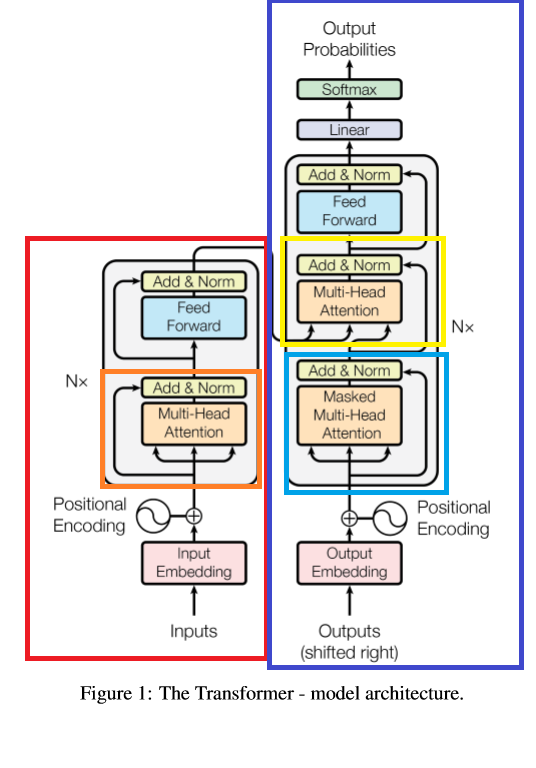 Output
Probabilities
Softmax
Linear
Add & Norm
Feed
Forward
Add & Norm
Multi-Head
Attention
Nx
Add & Norm
Masked
Multi-Head
Attention
Positional
Encoding
Output
Embedding
Outputs
(shifted right)
Add & Norm
Feed
Forward
Nx
Add & Norm
Multi-Head
Attention
Positional
Encoding
Input
Embedding
Inputs
Figure 1: The Transformer - model architecture.